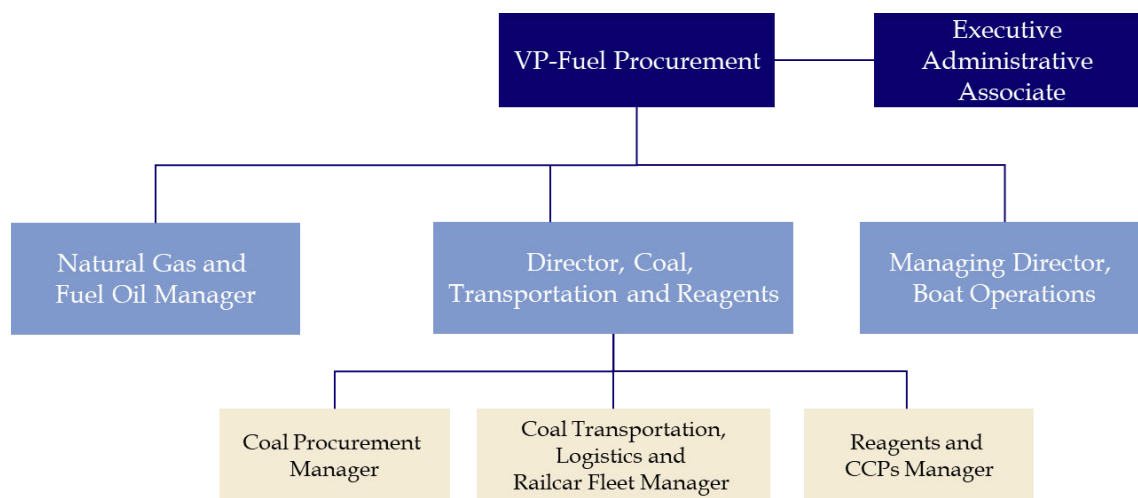 VP-Fuel Procurement
Executive
Administrative
Associate
Natural Gas and
Fuel Oil Manager
Director, Coal,
Transportation and Reagents
Managing Director,
Boat Operations
Coal Procurement
Manager
Coal Transportation,
Logistics and
Railcar Fleet Manager
Reagents and
CCPs Manager